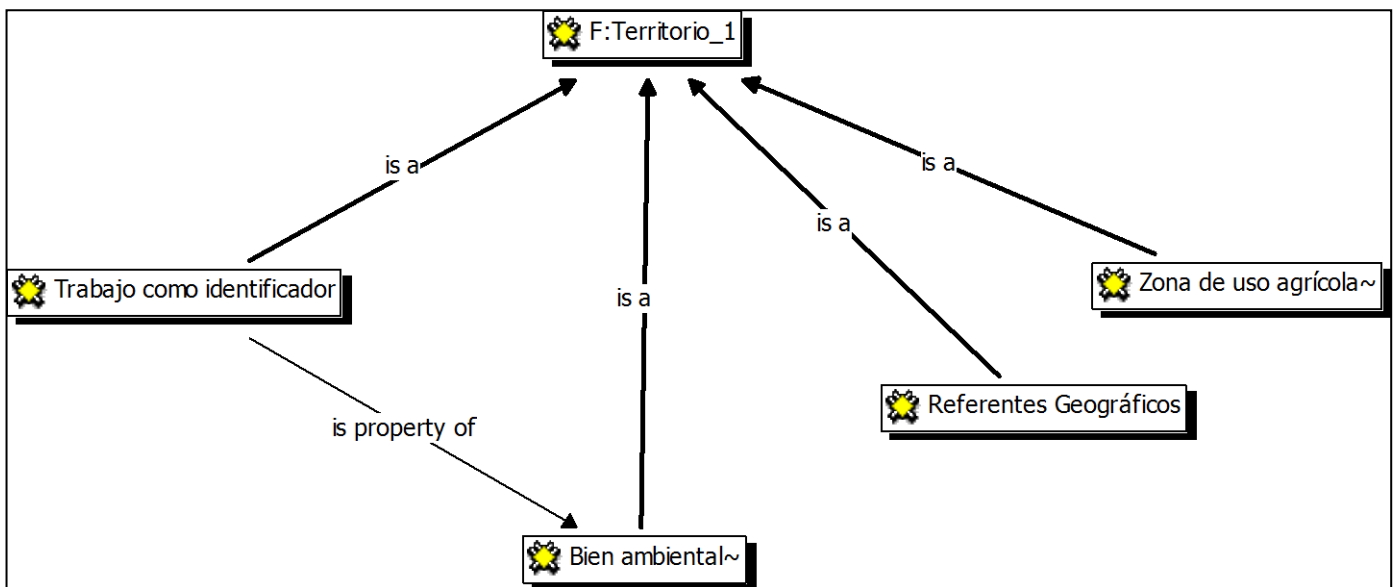 F:Territorio_1
is a
is a
is a
is a
Trabajo como identificador
Zona de uso agrícola~
Referentes Geográficos
is property of
Bien ambiental~